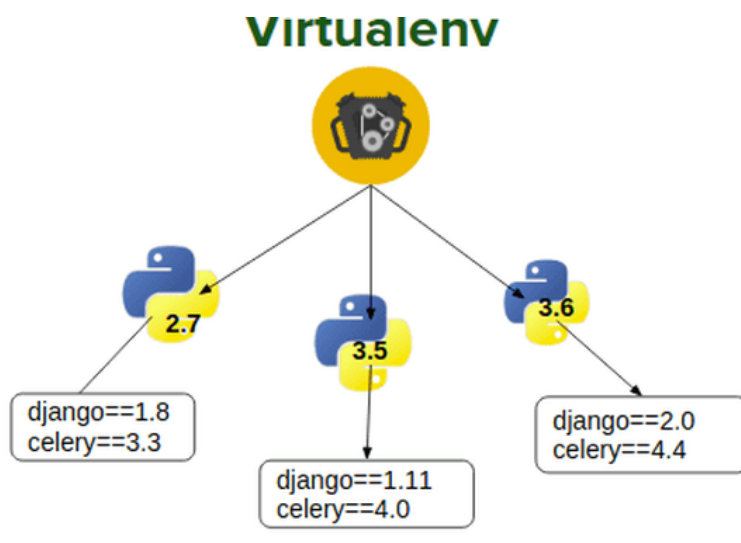 Virtualenv
2.7
3.5
3.6
django==1.8
celery==3.3
django==1.11
celery==4.0
django==2.0
celery==4.4